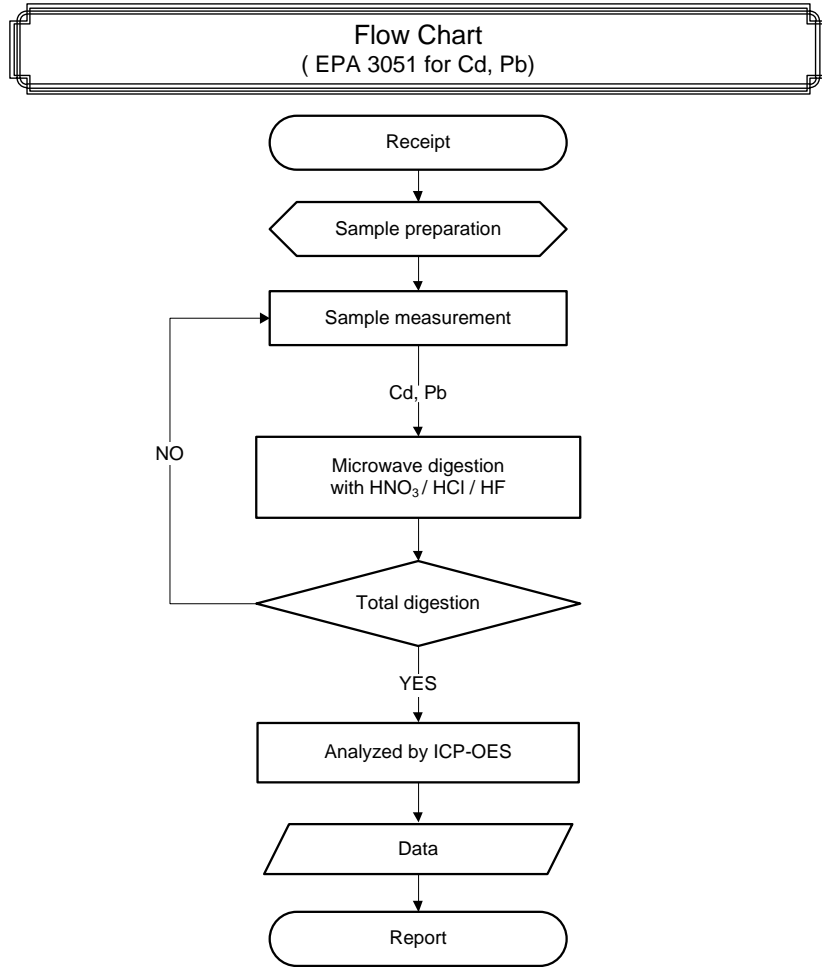 Flow Chart
( EPA 3051 for Cd, Pb)
Receipt
Sample preparation
Sample measurement
Cd, Pb
NO
Microwave digestion
with HNO₃ / HCl / HF
Total digestion
YES
Analyzed by ICP-OES
Data
Report